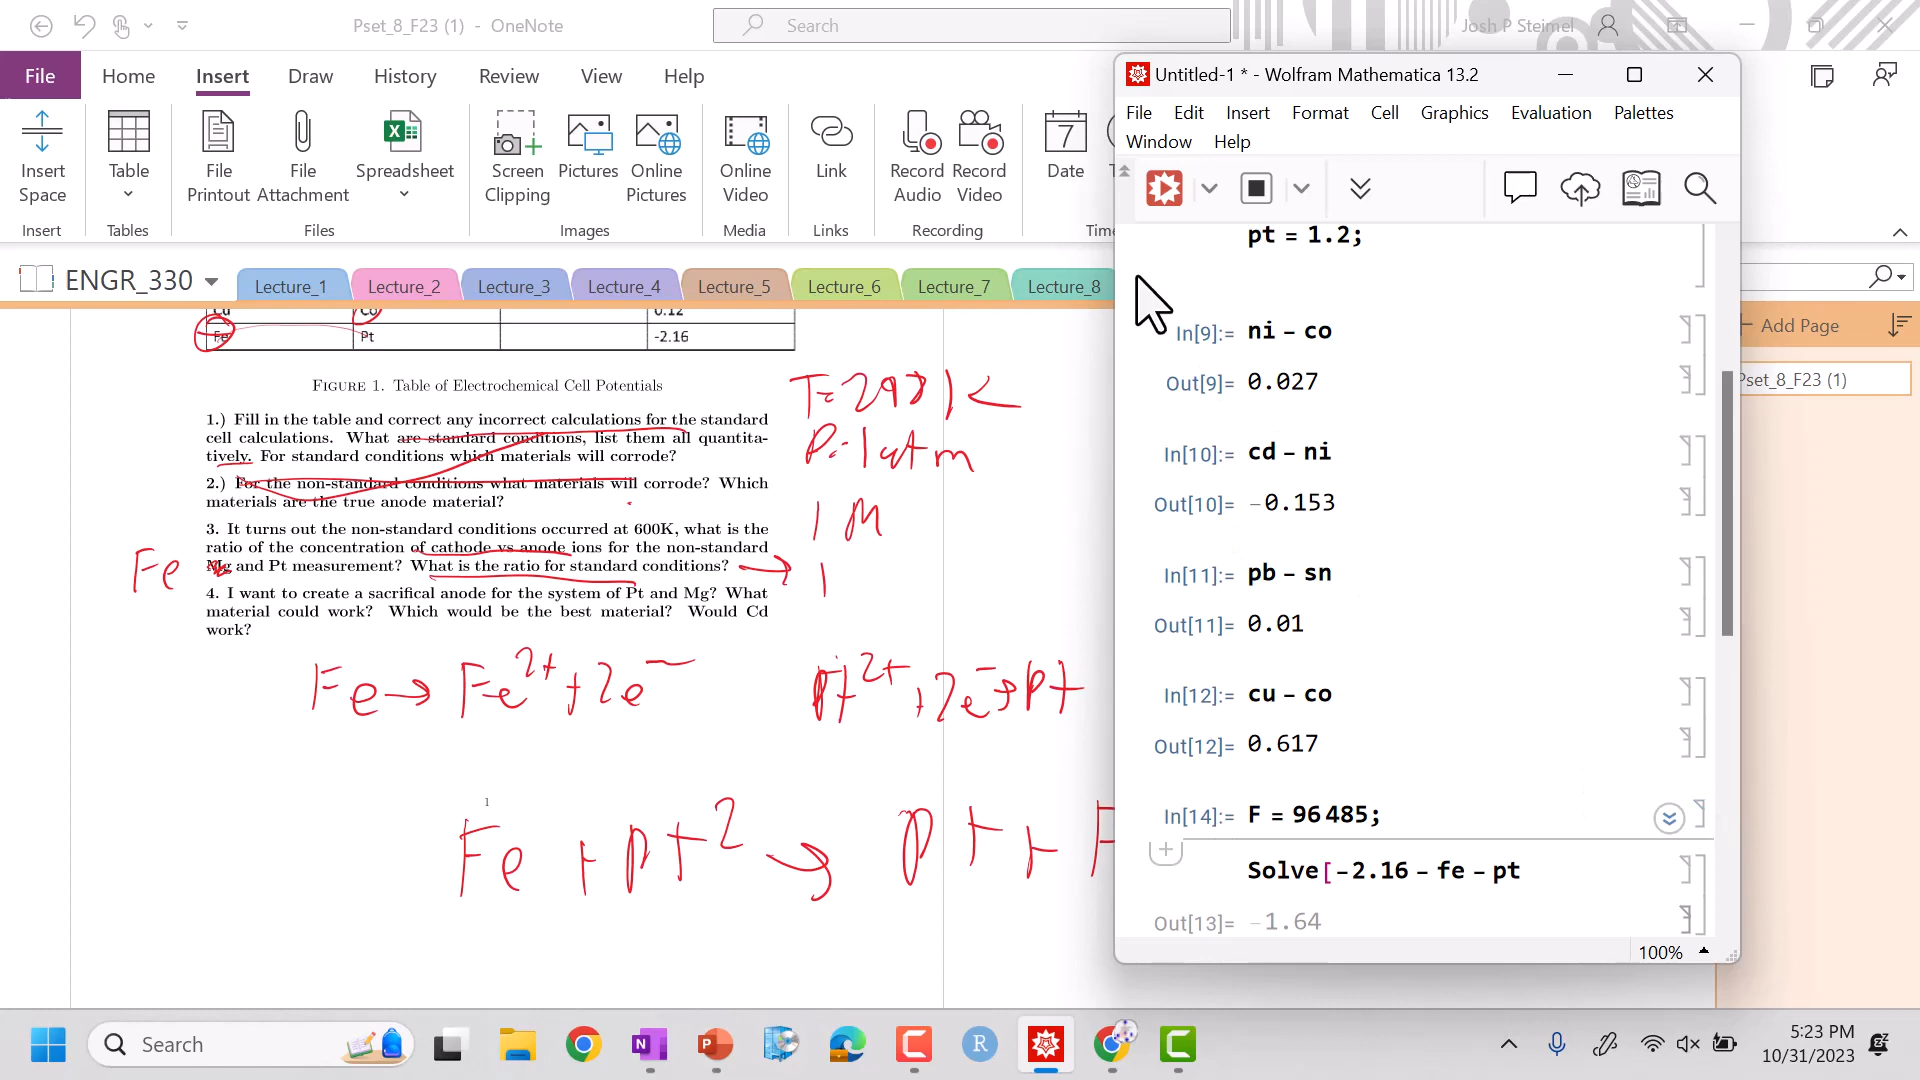 Pset_8_F23 (1) - OneNote
Search
Josh P Steimel
File Home Insert Draw History Review View Help
Insert Space
Table
File Printout
File Attachment
Spreadsheet
Screen Clipping
Pictures
Online Pictures
Online Video
Link
Record Audio
Record Video
7
Date
Insert Tables Files Images Media Links Recording
ENGR_330
Lecture_1 Lecture_2 Lecture_3 Lecture_4 Lecture_5 Lecture_6 Lecture_7 Lecture_8
Add Page
Pset_8_F23 (1)
Cd Co 0.12
Fe Pt -2.16
Figure 1. Table of Electrochemical Cell Potentials
1.) Fill in the table and correct any incorrect calculations for the standard
cell calculations. What are standard conditions, list them all quantita-
tively. For standard conditions which materials will corrode?
2.) For the non-standard conditions what materials will corrode? Which
materials are the true anode material?
3. It turns out the non-standard conditions occurred at 600K, what is the
ratio of the concentration of cathode vs anode ions for the non-standard
Mg and Pt measurement? What is the ratio for standard conditions?
4. I want to create a sacrifical anode for the system of Pt and Mg? What
material could work? Which would be the best material? Would Cd
work?
T=298K
P=1atm
1 M
1
Fe
Fe→Fe2++2e−
Pt2++2e−→Pt
1
Fe + Pt2 → Pt + F
Untitled-1 * - Wolfram Mathematica 13.2
File Edit Insert Format Cell Graphics Evaluation Palettes
Window Help
pt = 1.2;
In[9]:= ni - co
Out[9]= 0.027
In[10]:= cd - ni
Out[10]= -0.153
In[11]:= pb - sn
Out[11]= 0.01
In[12]:= cu - co
Out[12]= 0.617
In[14]:= F = 96485;
Solve[-2.16 - fe - pt
Out[13]= -1.64
100%
Search
5:23 PM
10/31/2023